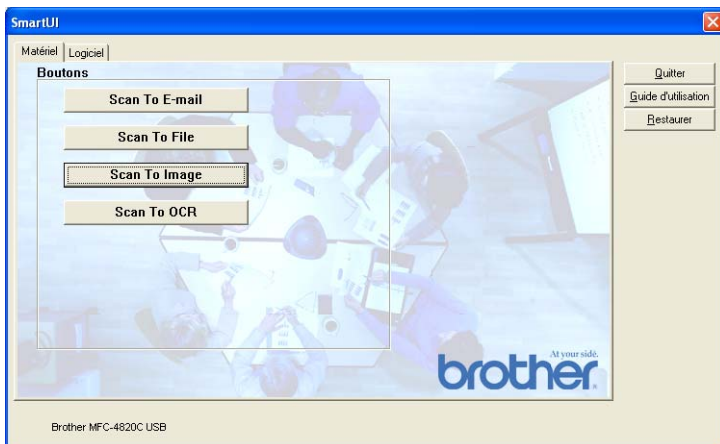 SmartUI
Matériel
Logiciel
Boutons
Scan To E-mail
Scan To File
Scan To Image
Scan To OCR
Quitter
Guide d'utilisation
Restaurer
At your side.
brother
Brother MFC-4820C USB